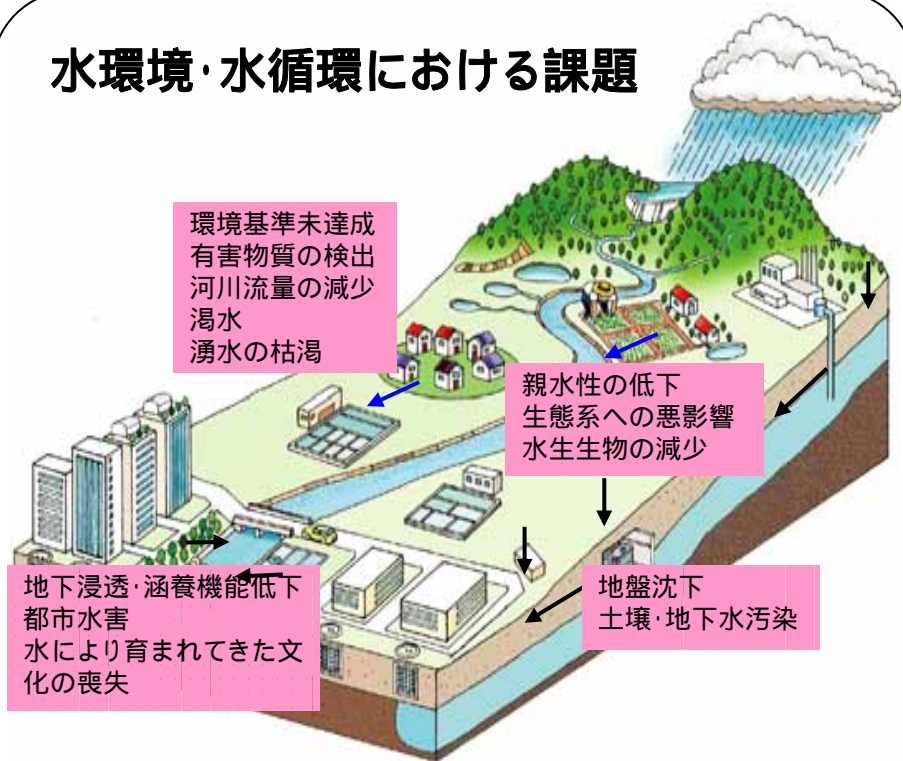 水環境・水循環における課題
環境基準未達成
有害物質の検出
河川流量の減少
渇水
湧水の枯渇
親水性の低下
生態系への悪影響
水生生物の減少
地下浸透・涵養機能低下
都市水害
水により育まれてきた文
化の喪失
地盤沈下
土壌・地下水汚染